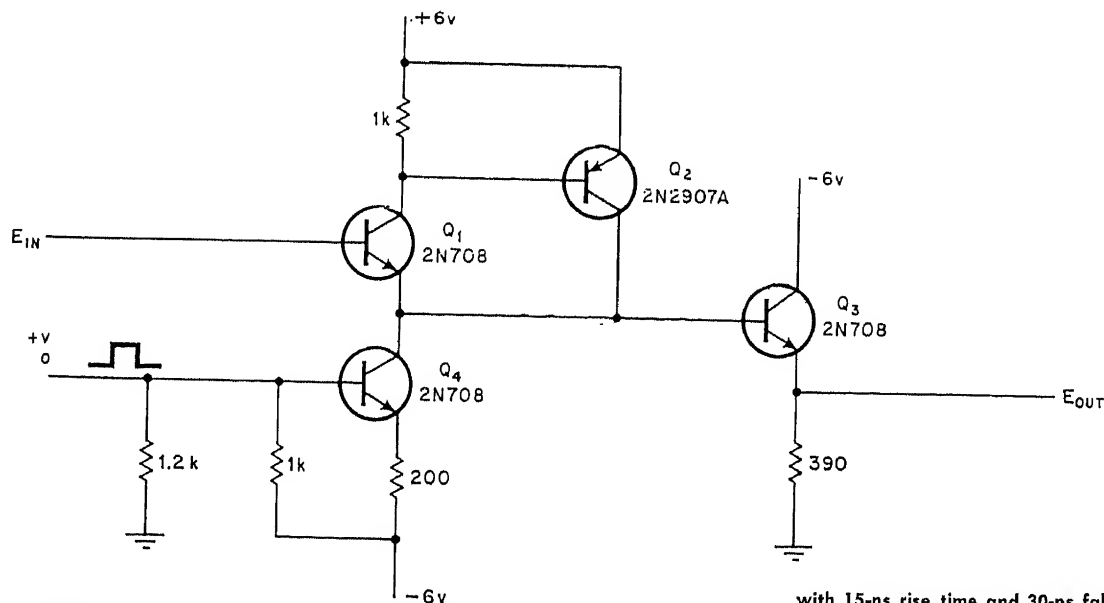 +6v
1k
Q2
2N2907A
-6v
EIN
Q1
2N708
Q3
2N708
+v
0
Q4
2N708
EOUT
1.2k
1k
200
390
-6v
with 15-ns rise time and 30-ns fal